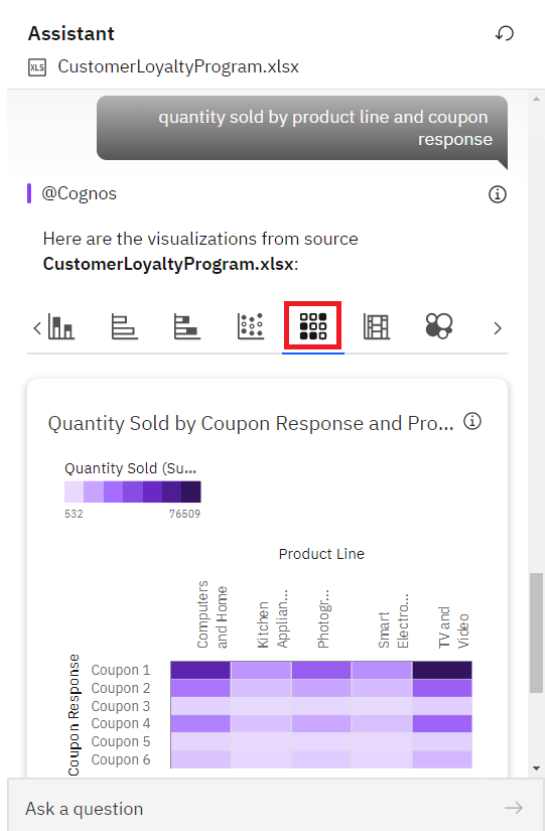 Assistant
XLS CustomerLoyaltyProgram.xlsx
quantity sold by product line and coupon
response
@Cognos
Here are the visualizations from source
CustomerLoyaltyProgram.xlsx:
Quantity Sold by Coupon Response and Pro...
Quantity Sold (Su...
532 76509
Product Line
Computers
and Home
Kitchen
Applian...
Photogr...
Smart
Electro...
TV and
Video
Coupon Response
Coupon 1
Coupon 2
Coupon 3
Coupon 4
Coupon 5
Coupon 6
Ask a question